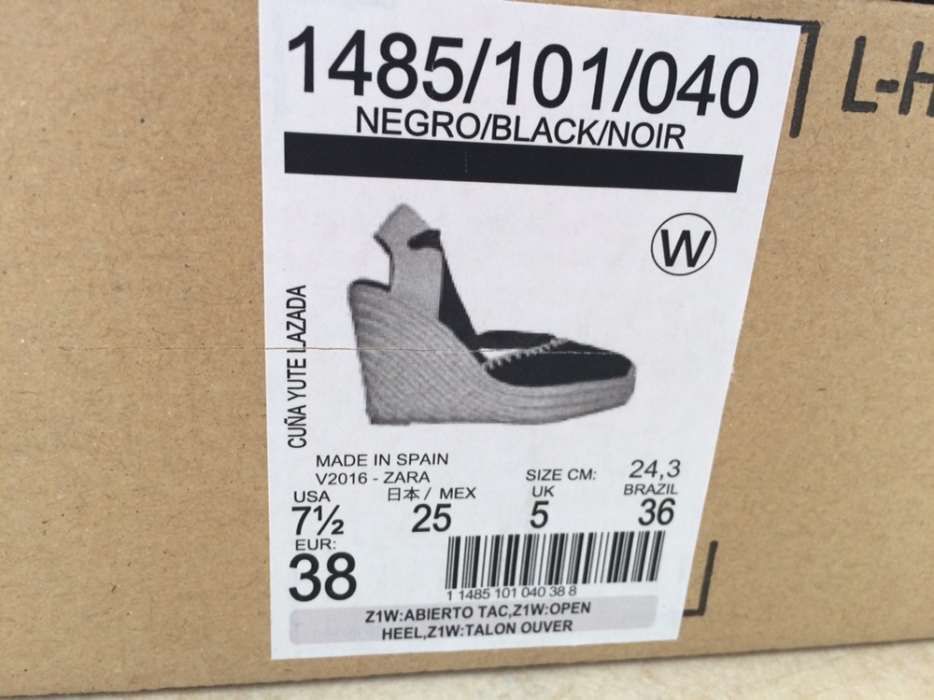 1485/101/040
NEGRO/BLACK/NOIR
L-H
W
CUÑA YUTE LAZADA
MADE IN SPAIN
V2016 - ZARA
SIZE CM: 24,3
USA 日本/ MEX UK BRAZIL
7½ 25 5 36
EUR:
38
1 1485 101 040 38 8
Z1W:ABIERTO TAC,Z1W:OPEN
HEEL,Z1W:TALON OUVER